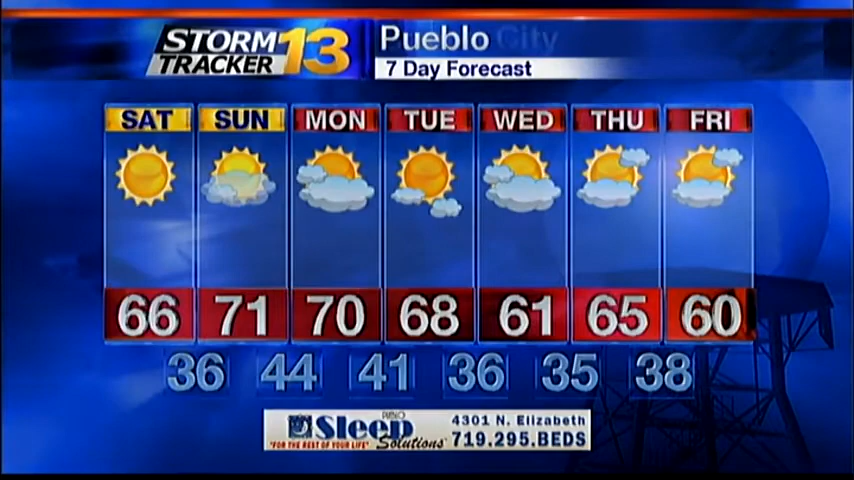 STORM TRACKER 13
Pueblo City
7 Day Forecast
SAT SUN MON TUE WED THU FRI
66 71 70 68 61 65 60
36 44 41 36 35 38
PUEBLO
Sleep
Solutions
"FOR THE REST OF YOUR LIFE"
4301 N. Elizabeth
719.295.BEDS